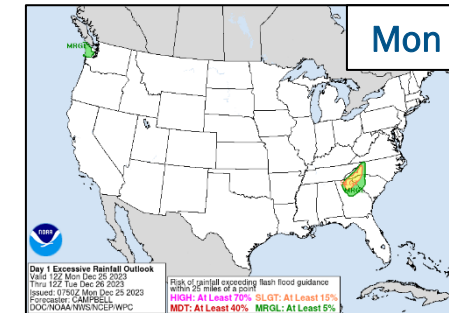 Mon
MRGL
SLGT
MRGL
NOAA
Day 1 Excessive Rainfall Outlook
Valid 12Z Mon Dec 25 2023
Thru 12Z Tue Dec 26 2023
Issued: 0750Z Mon Dec 25 2023
Forecaster: CAMPBELL
DOC/NOAA/NWS/NCEP/WPC
Risk of rainfall exceeding flash flood guidance
within 25 miles of a point
HIGH: At Least 70% SLGT: At Least 15%
MDT: At Least 40% MRGL: At Least 5%